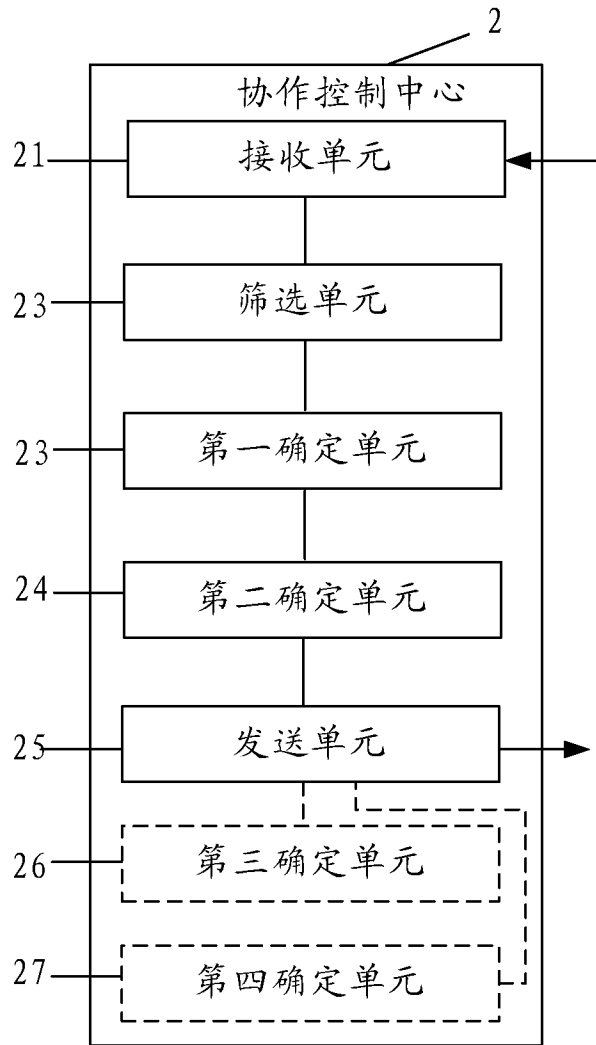 2
协作控制中心
21
接收单元
23
筛选单元
23
第一确定单元
24
第二确定单元
25
发送单元
26
第三确定单元
27
第四确定单元